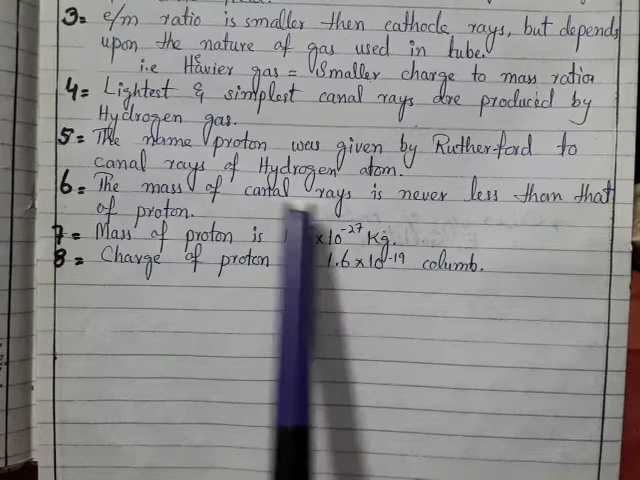 3= e/m ratio is smaller then cathode rays, but depends
upon the nature of gas used in tube.
i.e Havier gas = Smaller charge to mass ratio
4= Lightest & simplest canal rays are produced by
Hydrogen gas.
5= The name proton was given by Rutherford to
canal rays of Hydrogen atom.
6= The mass of canal rays is never less than that
of proton.
7= Mass of proton is x10-27 Kg.
8= Charge of proton 1.6x10-19 columb.